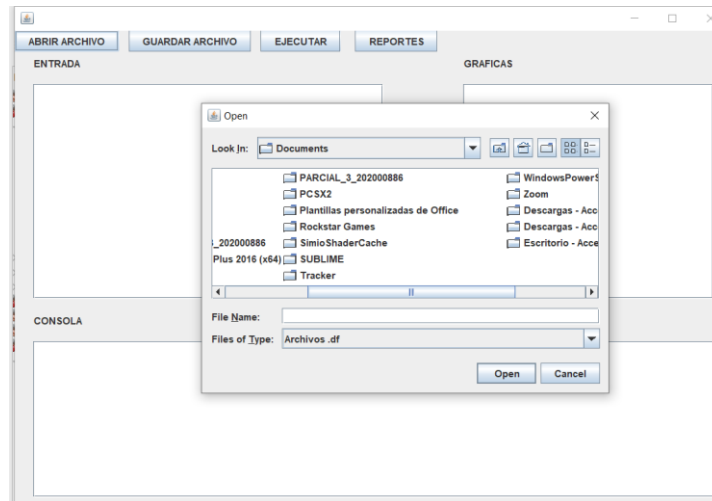 ABRIR ARCHIVO GUARDAR ARCHIVO EJECUTAR REPORTES
ENTRADA GRAFICAS
Open
Look In: Documents
PARCIAL_3_202000886 WindowsPowerS
PCSX2 Zoom
Plantillas personalizadas de Office Descargas - Acc
Rockstar Games Descargas - Acc
_202000886 SimioShaderCache Escritorio - Acce
Plus 2016 (x64) SUBLIME
Tracker
File Name:
CONSOLA
Files of Type: Archivos .df
Open Cancel